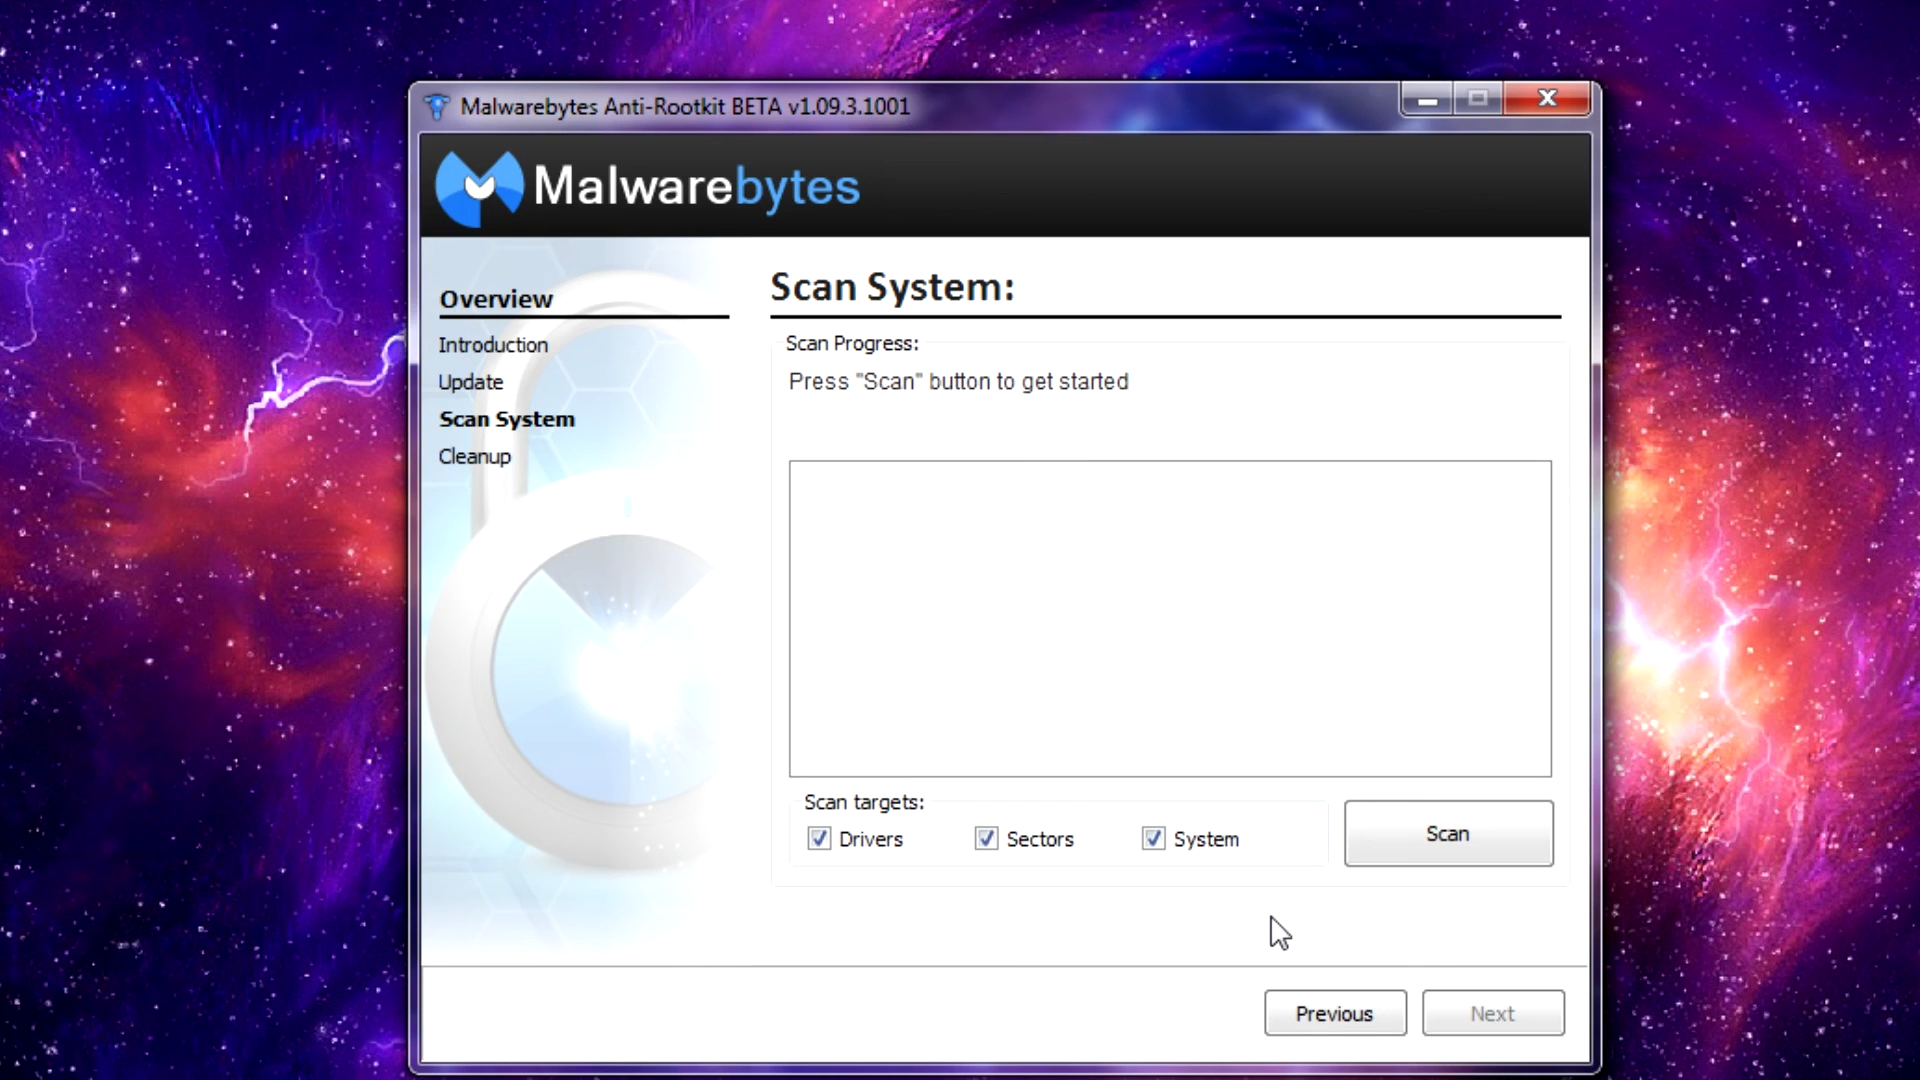 Malwarebytes Anti-Rootkit BETA v1.09.3.1001
Malwarebytes
Overview
Introduction
Update
Scan System
Cleanup
Scan System:
Scan Progress:
Press "Scan" button to get started
Scan targets:
Drivers
Sectors
System
Scan
Previous
Next